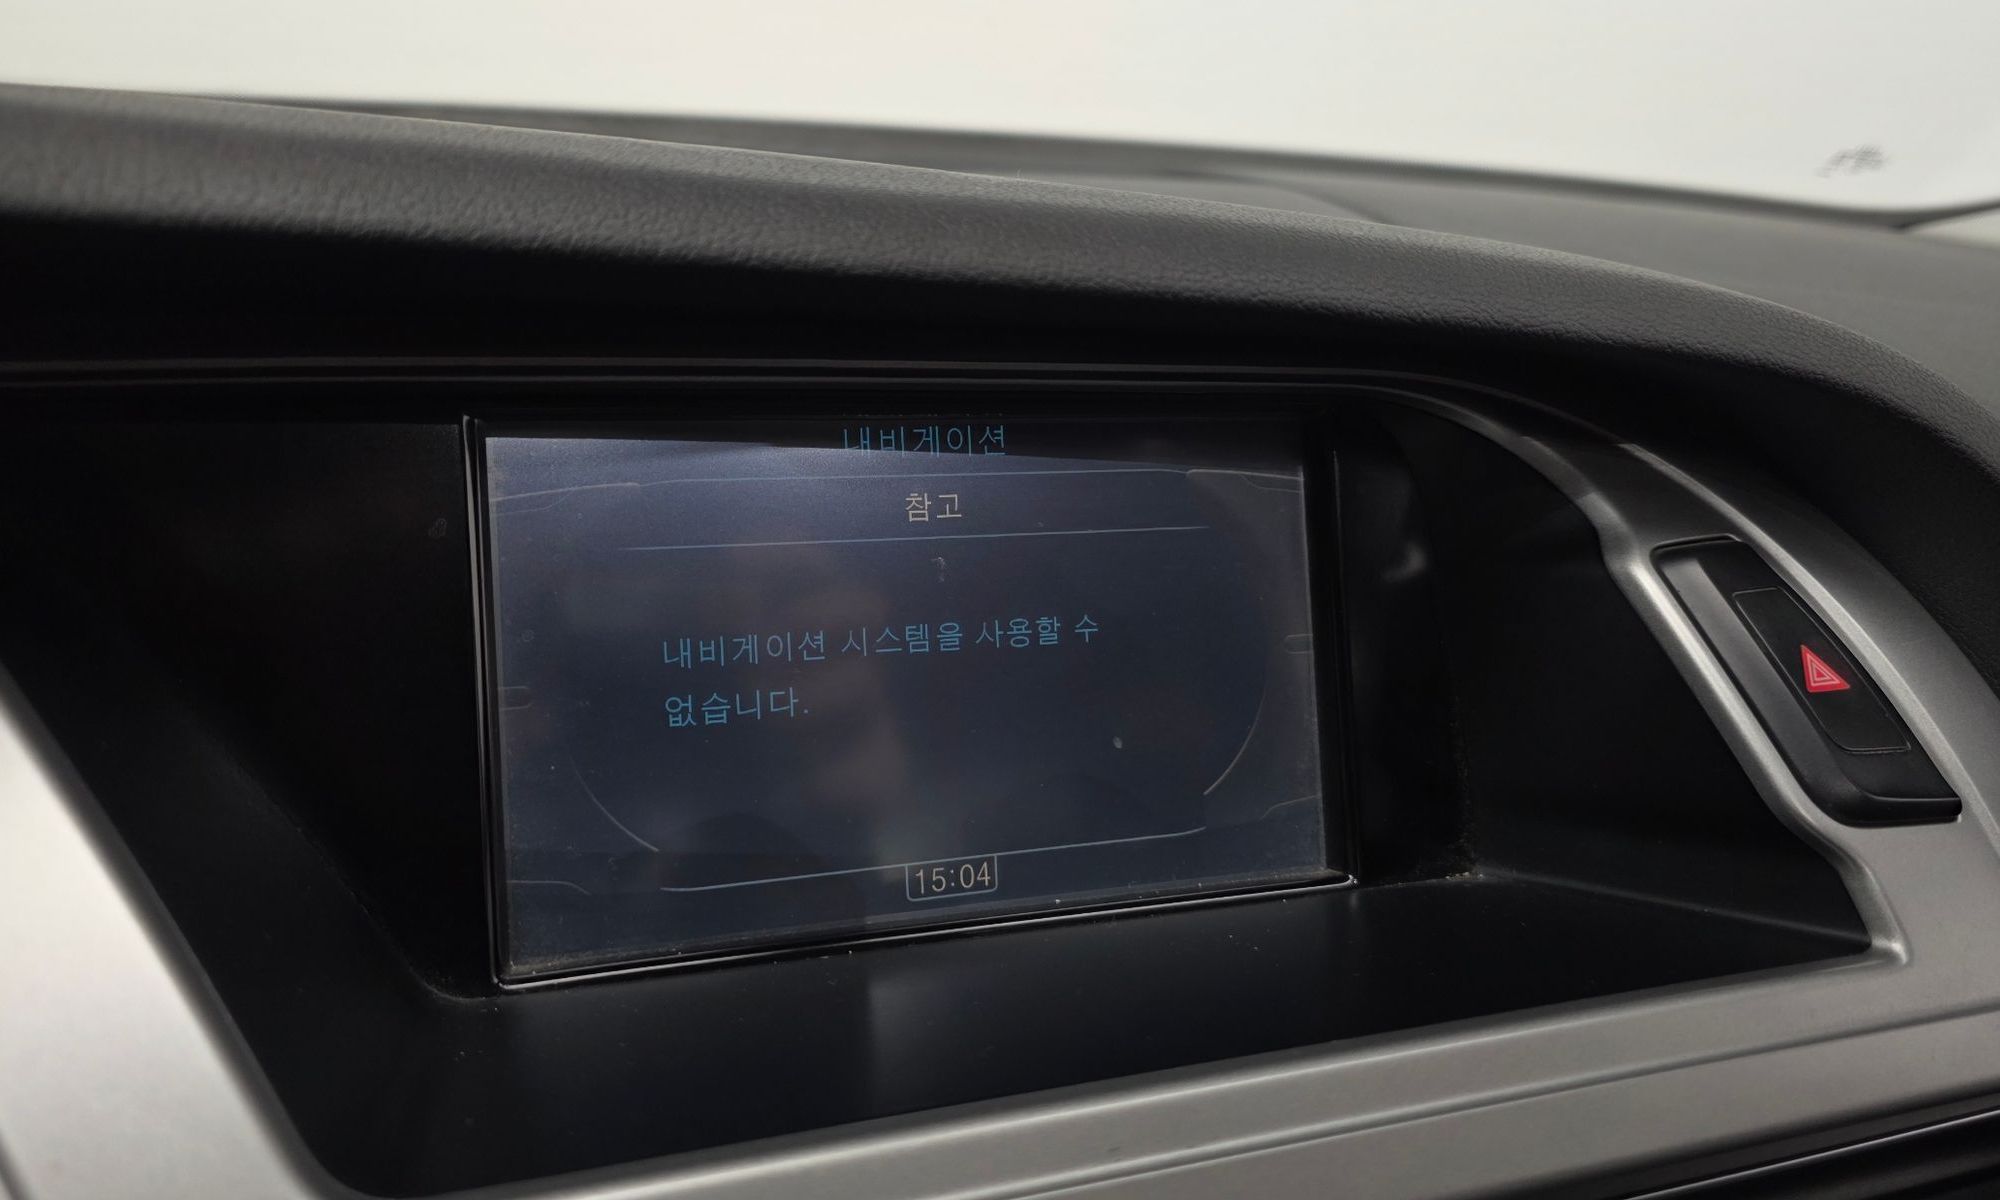 내비게이션
참고
내비게이션 시스템을 사용할 수
없습니다.
15:04